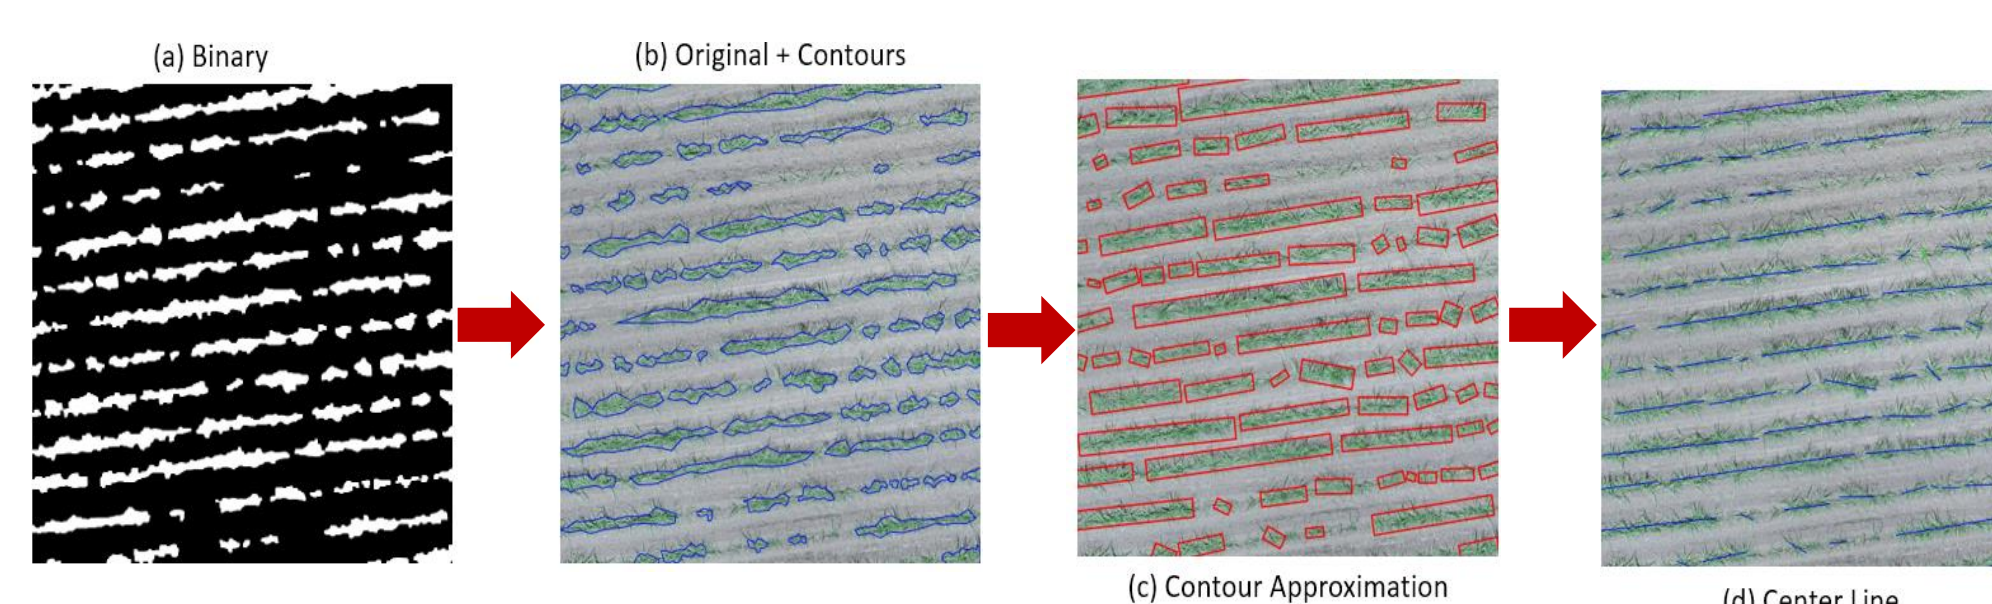 (a) Binary
(b) Original + Contours
(c) Contour Approximation
(d) Center Line